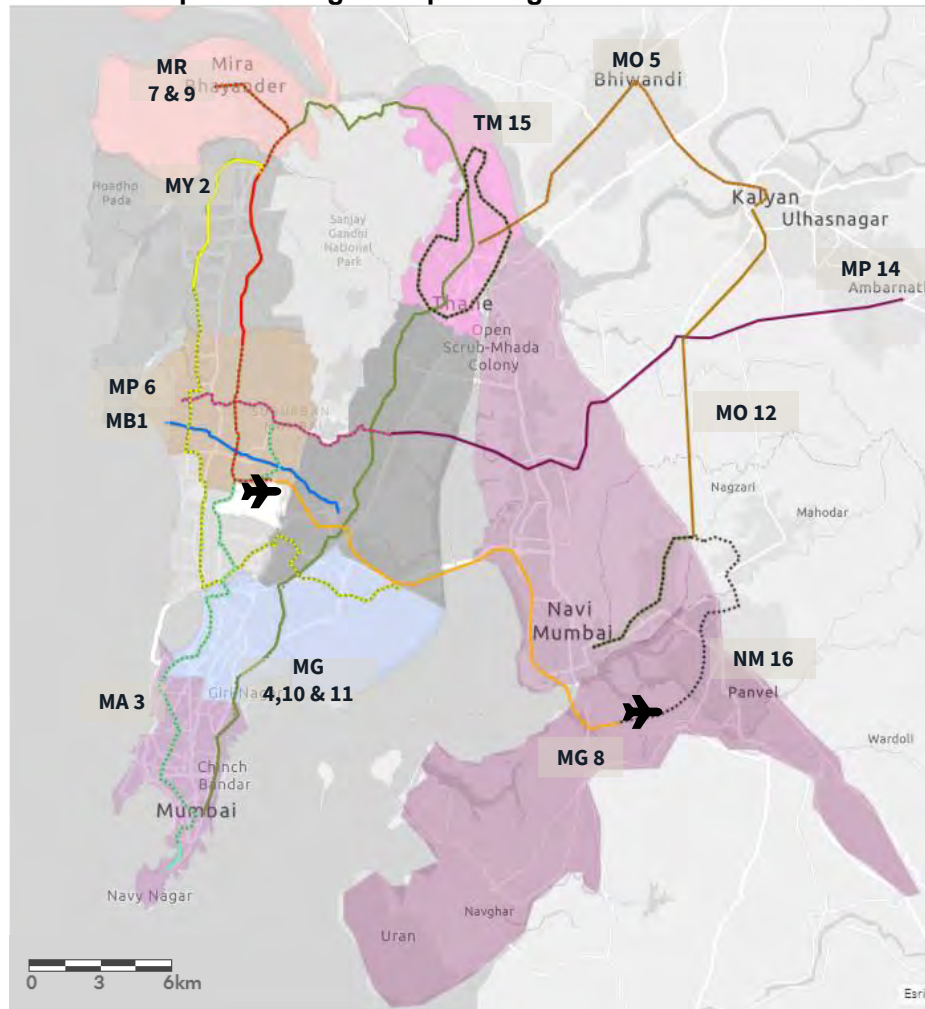 MO 5
Bhiwandi
Mira
Bhayander
MR
7 & 9
TM 15
MY 2
Hoadhp
Pada
Kalyan
Ulhasnagar
Sanjay
Gandhi
National
Park
MP 14
Ambarnath
Thane
Open
Scrub-Mhada
Colony
MP 6
MB1
SUBURBAN
MO 12
Nagzari
Mahodar
Navi
Mumbai
NM 16
MG
4,10 & 11
Panvel
MA 3
Giri Nagar
Wardoli
MG 8
Chinch
Bandar
Mumbai
Navy Nagar
Navghar
Uran
0 3 6km
Esri